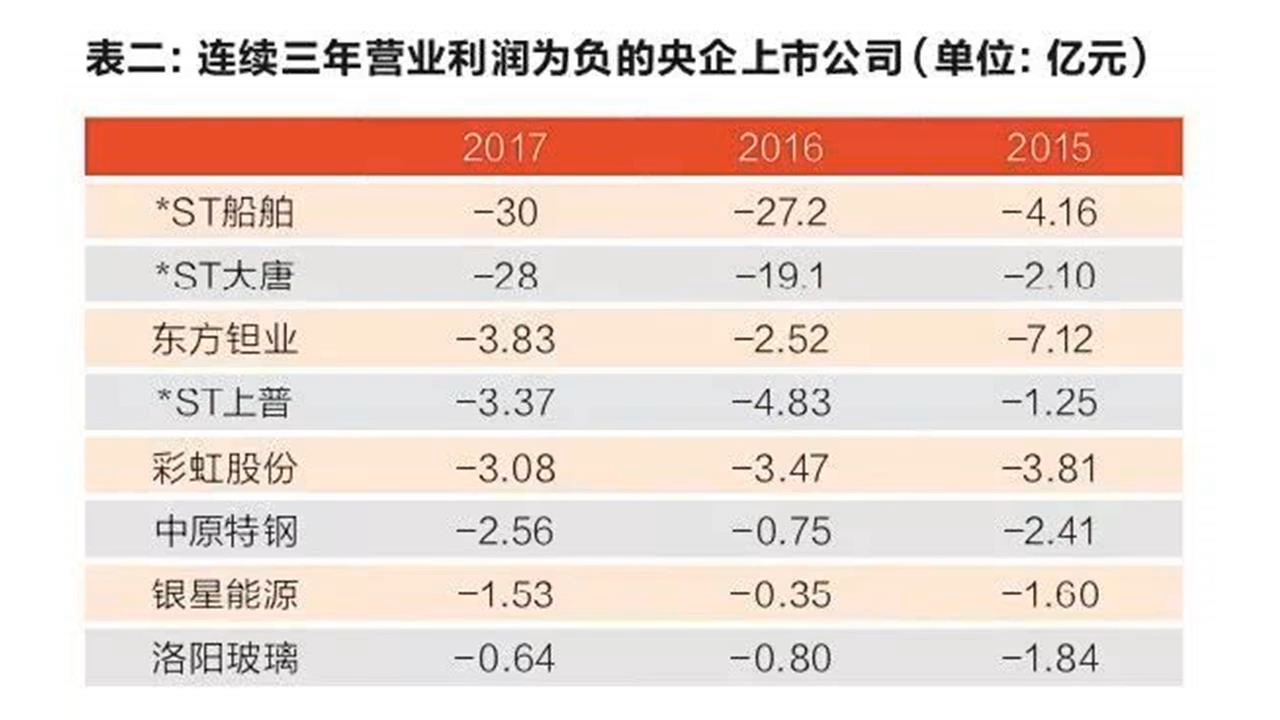 表二：连续三年营业利润为负的央企上市公司（单位：亿元）
2017 2016 2015
*ST船舶 −30 −27.2 −4.16
*ST大唐 −28 −19.1 −2.10
东方钽业 −3.83 −2.52 −7.12
*ST上普 −3.37 −4.83 −1.25
彩虹股份 −3.08 −3.47 −3.81
中原特钢 −2.56 −0.75 −2.41
银星能源 −1.53 −0.35 −1.60
洛阳玻璃 −0.64 −0.80 −1.84